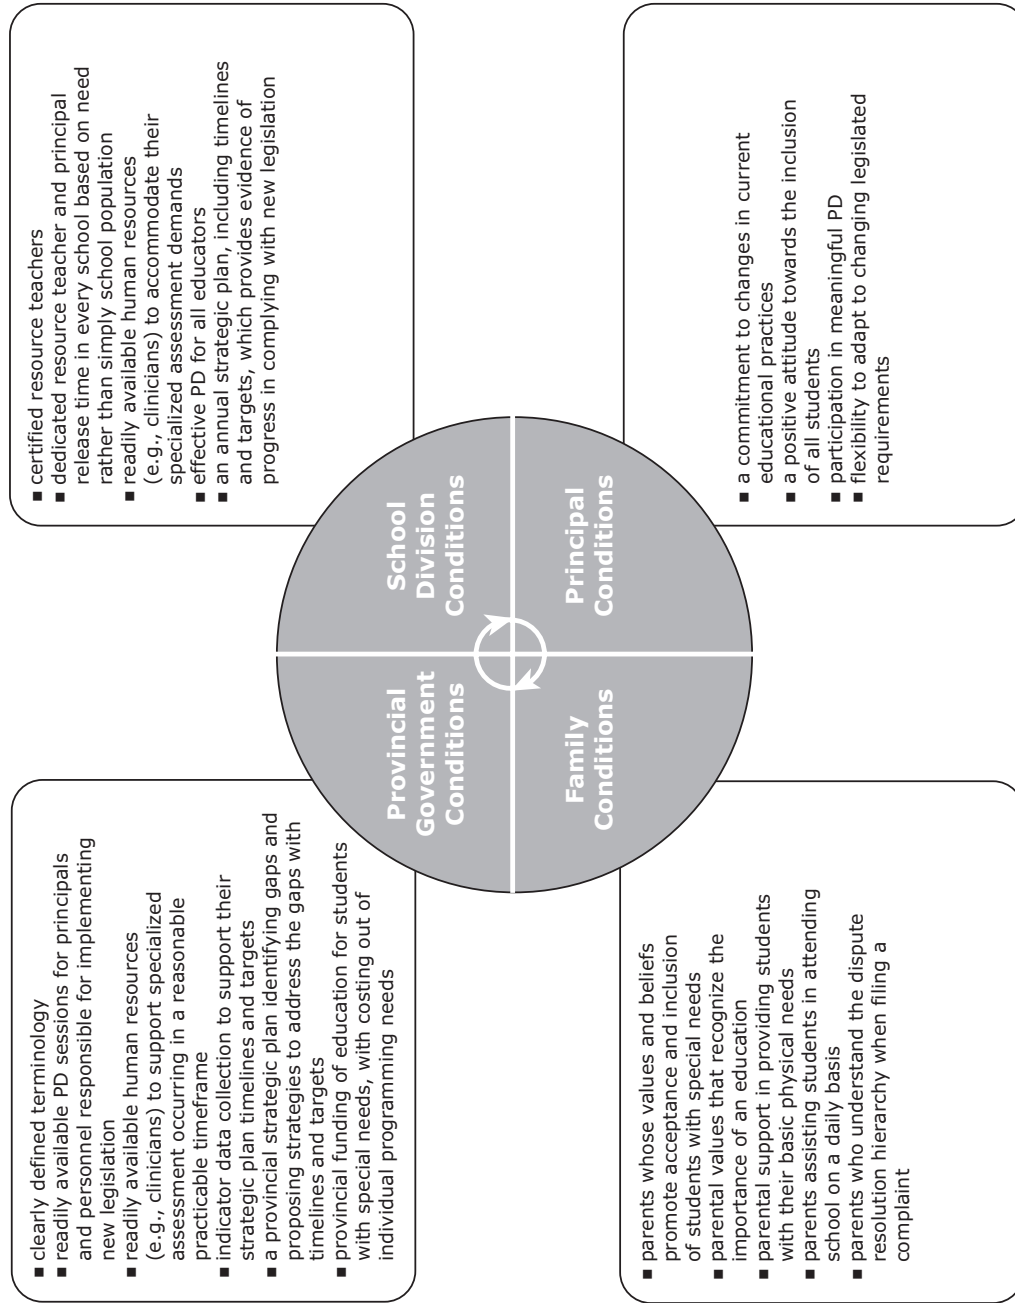 ■ clearly defined terminology
■ readily available PD sessions for principals
and personnel responsible for implementing
new legislation
■ readily available human resources
(e.g., clinicians) to support specialized
assessment occurring in a reasonable
practicable timeframe
■ indicator data collection to support their
strategic plan timelines and targets
■ a provincial strategic plan identifying gaps and
proposing strategies to address the gaps with
timelines and targets
■ provincial funding of education for students
with special needs, with costing out of
individual programming needs
■ certified resource teachers
■ dedicated resource teacher and principal
release time in every school based on need
rather than simply school population
■ readily available human resources
(e.g., clinicians) to accommodate their
specialized assessment demands
■ effective PD for all educators
■ an annual strategic plan, including timelines
and targets, which provides evidence of
progress in complying with new legislation
Provincial
Government
Conditions
School
Division
Conditions
Family
Conditions
Principal
Conditions
■ parents whose values and beliefs
promote acceptance and inclusion
of students with special needs
■ parental values that recognize the
importance of an education
■ parental support in providing students
with their basic physical needs
■ parents assisting students in attending
school on a daily basis
■ parents who understand the dispute
resolution hierarchy when filing a
complaint
■ a commitment to changes in current
educational practices
■ a positive attitude towards the inclusion
of all students
■ participation in meaningful PD
■ flexibility to adapt to changing legislated
requirements